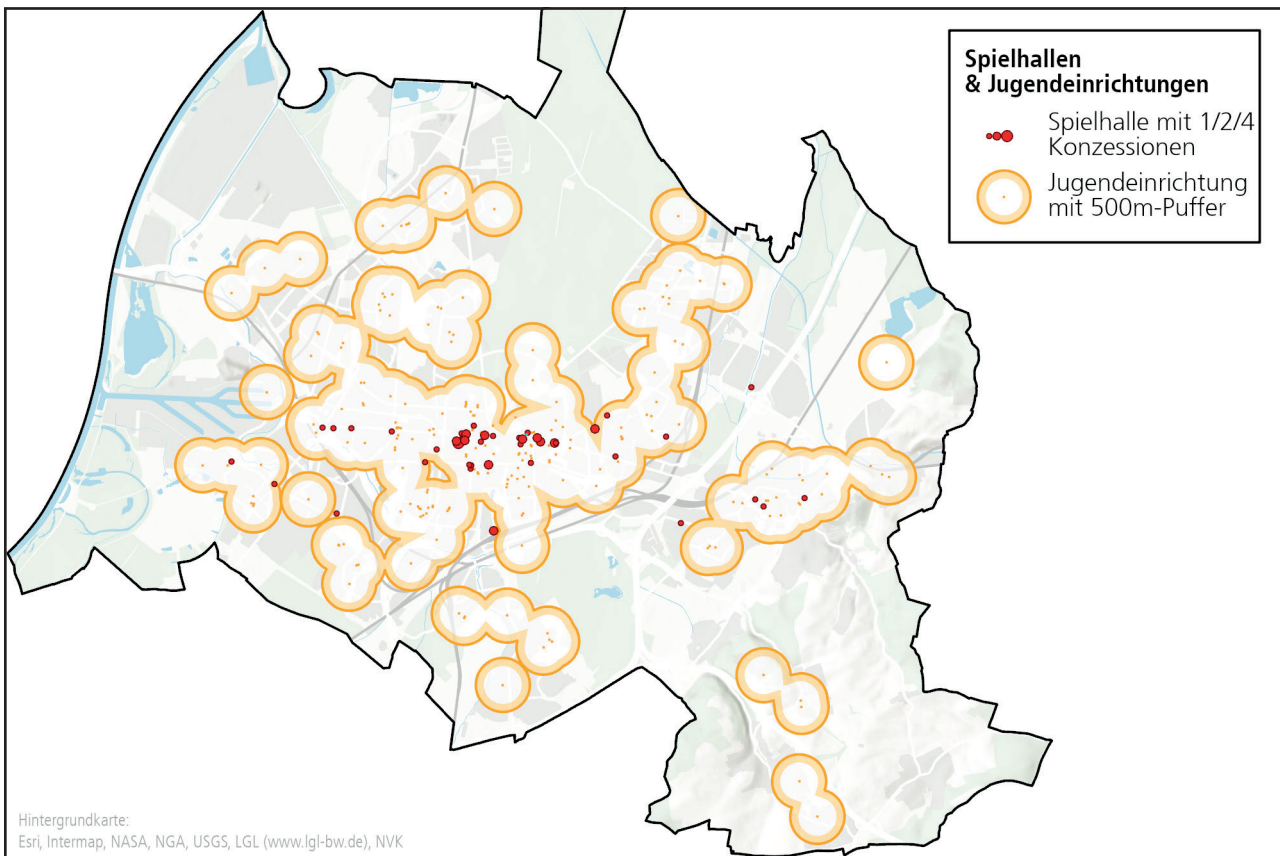 Spielhallen
& Jugendeinrichtungen
Spielhalle mit 1/2/4
Konzessionen
Jugendeinrichtung
mit 500m-Puffer
Hintergrundkarte:
Esri, Intermap, NASA, NGA, USGS, LGL (www.lgl-bw.de), NVK